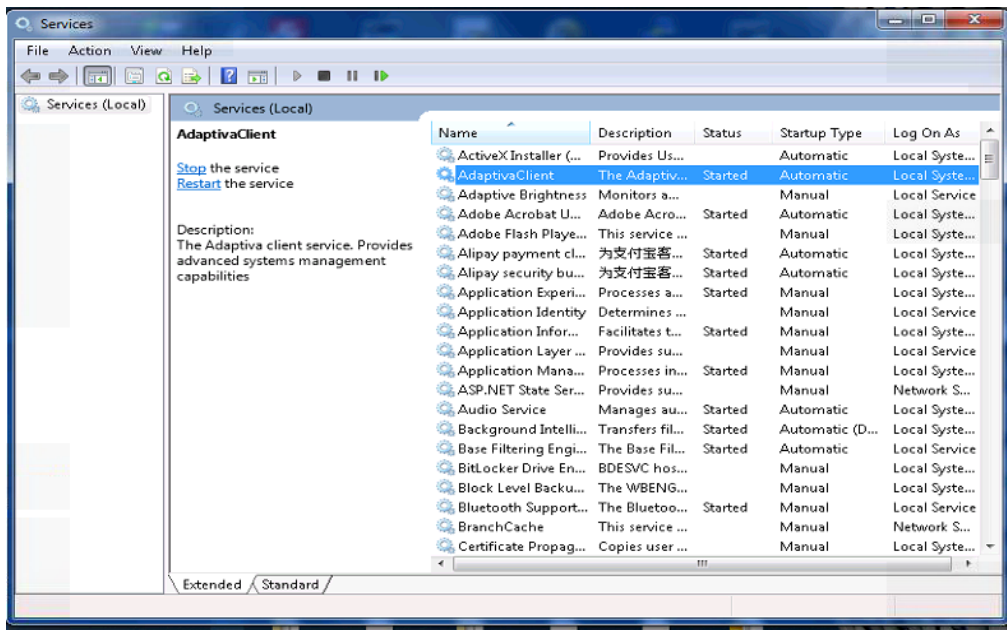 Services
File Action View Help
Services (Local)
Services (Local)
AdaptivaClient
Stop the service
Restart the service
Description:
The Adaptiva client service. Provides
advanced systems management
capabilities
Name Description Status Startup Type Log On As
ActiveX Installer (... Provides Us... Automatic Local Syste...
AdaptivaClient The Adaptiv... Started Automatic Local Syste...
Adaptive Brightness Monitors a... Manual Local Service
Adobe Acrobat U... Adobe Acro... Started Automatic Local Syste...
Adobe Flash Playe... This service ... Manual Local Syste...
Alipay payment cl... 为支付宝客... Started Automatic Local Syste...
Alipay security bu... 为支付宝客... Started Automatic Local Syste...
Application Experi... Processes a... Started Manual Local Syste...
Application Identity Determines ... Manual Local Service
Application Infor... Facilitates t... Started Manual Local Syste...
Application Layer ... Provides su... Manual Local Service
Application Mana... Processes in... Started Manual Local Syste...
ASP.NET State Ser... Provides su... Manual Network S...
Audio Service Manages au... Started Automatic Local Syste...
Background Intelli... Transfers fil... Started Automatic (D... Local Syste...
Base Filtering Engi... The Base Fil... Started Automatic Local Service
BitLocker Drive En... BDESVC hos... Manual Local Syste...
Block Level Backu... The WBENG... Manual Local Syste...
Bluetooth Support... The Bluetoo... Started Manual Local Service
BranchCache This service ... Manual Network S...
Certificate Propag... Copies user ... Manual Local Syste...
Extended Standard